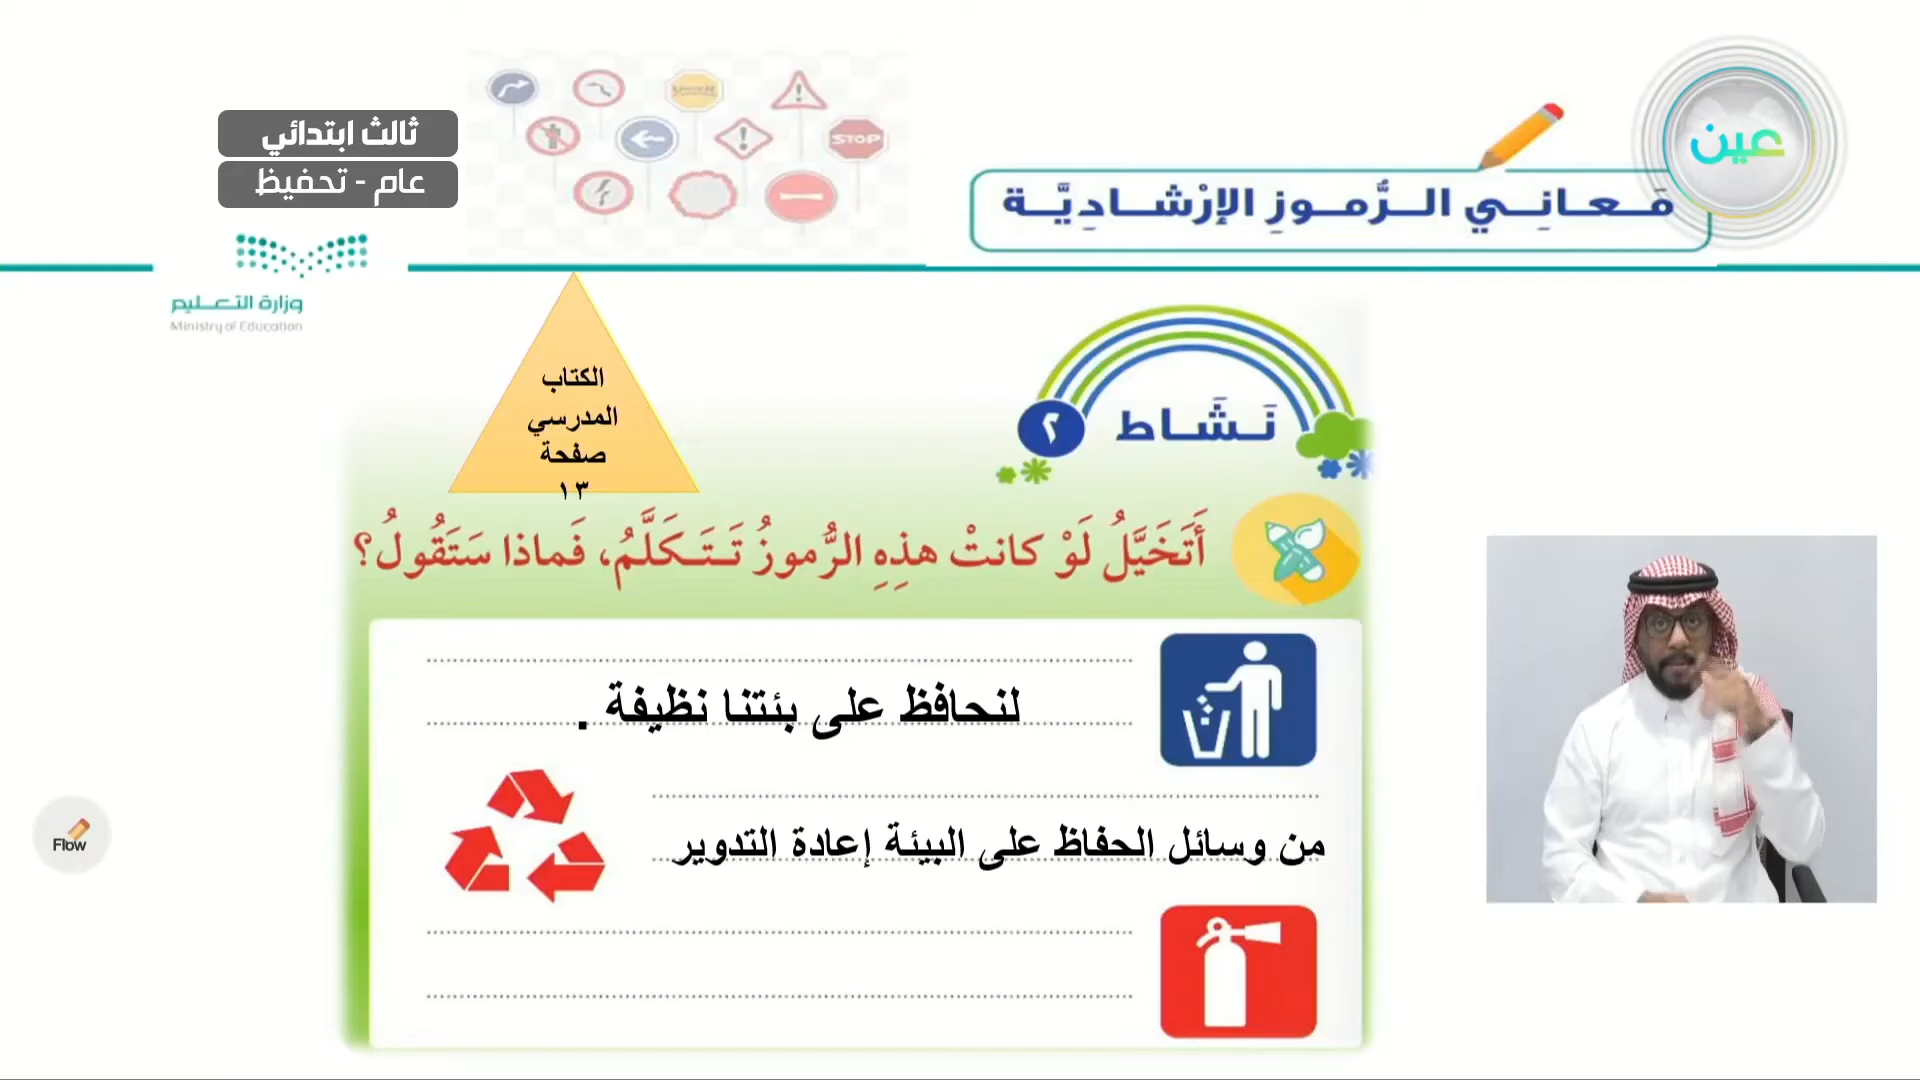 عين
مَعانِي الرُّموزِ الإرْشادِيَّة
STOP
ثالث ابتدائي
عام - تحفيظ
وزارة التعليم
Ministry of Education
الكتاب
المدرسي
صفحة
١٣
نَشَاط ٢
أَتَخَيَّلُ لَوْ كانتْ هذِهِ الرُّموزُ تَتَكَلَّمُ، فَماذا سَتَقُولُ؟
لنحافظ على بئتنا نظيفة .
من وسائل الحفاظ على البيئة إعادة التدوير
Flow